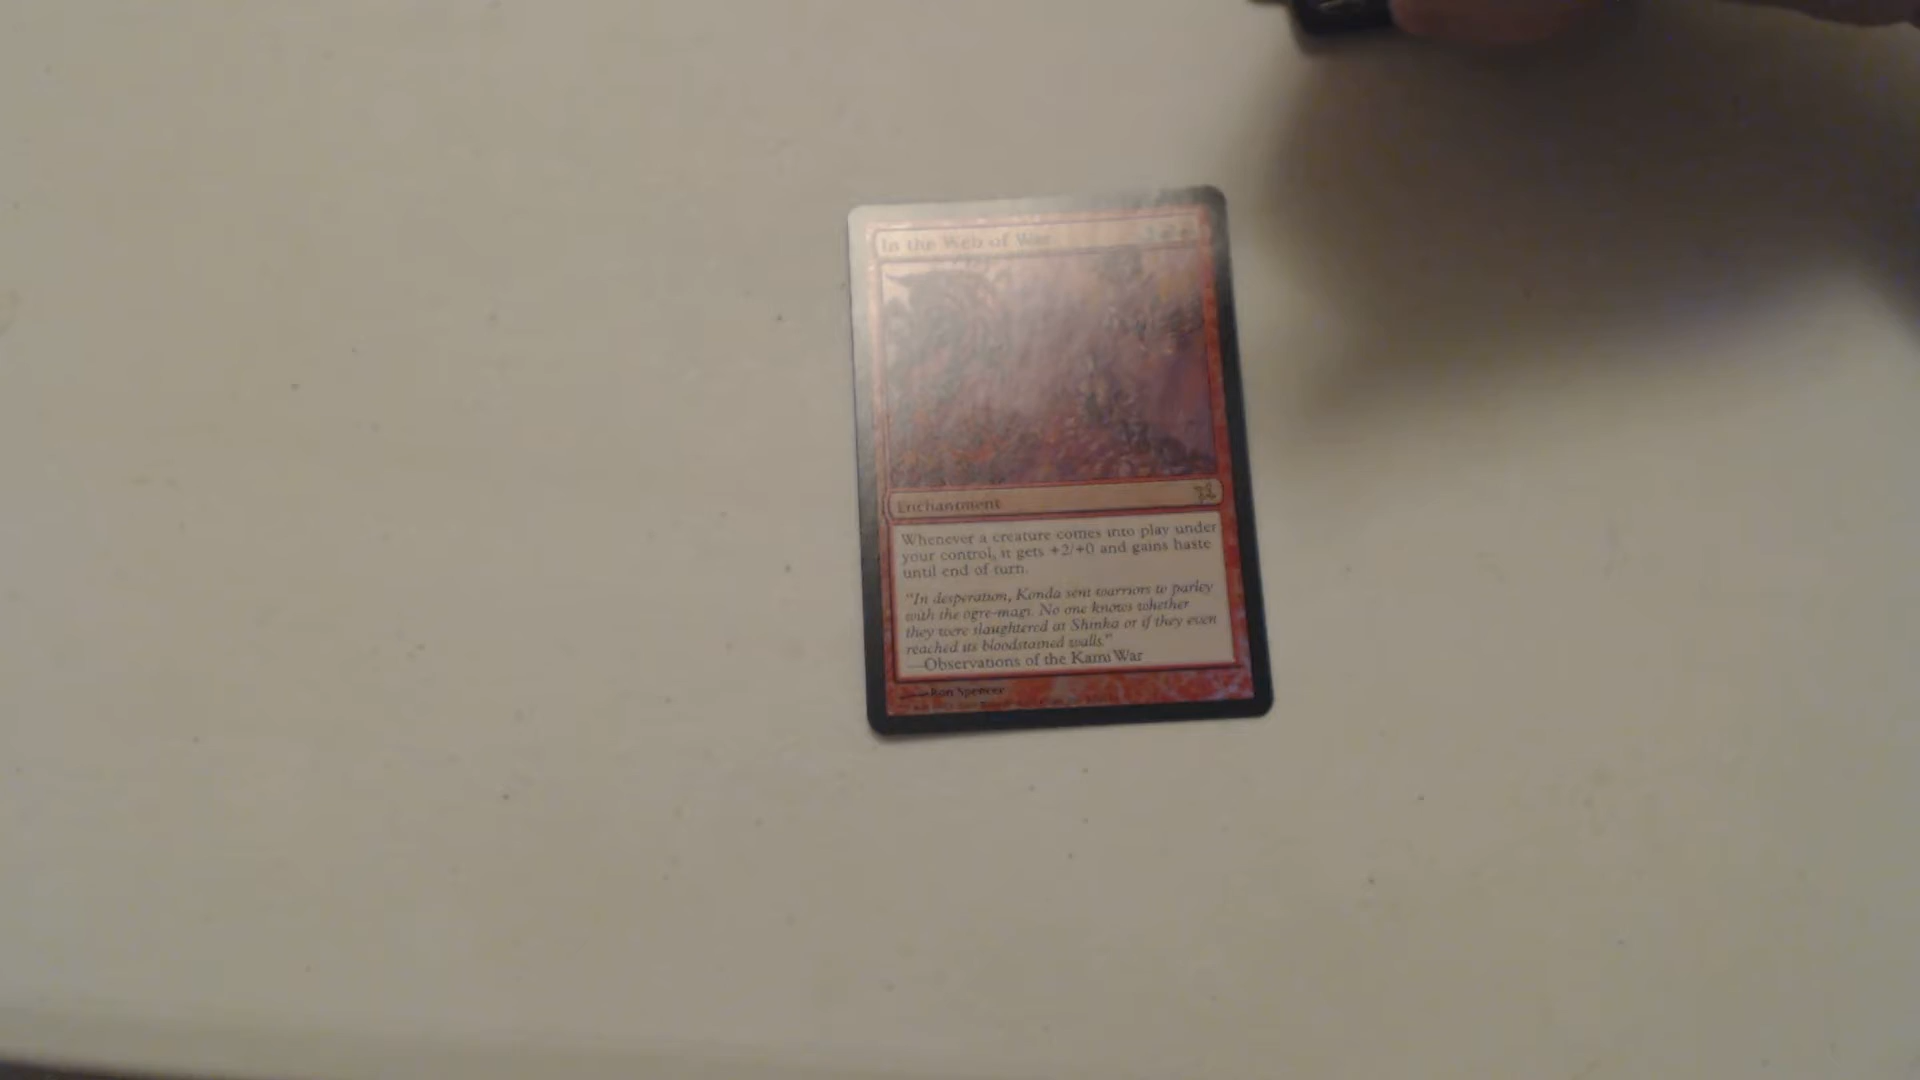 In the Web of War
Enchantment
Whenever a creature comes into play under
your control, it gets +2/+0 and gains haste
until end of turn.
"In desperation, Konda sent warriors to parley
with the ogre-magi. No one knows whether
they were slaughtered at Shinka or if they even
reached its bloodstained walls."
—Observations of the Kami War
Ron Spencer